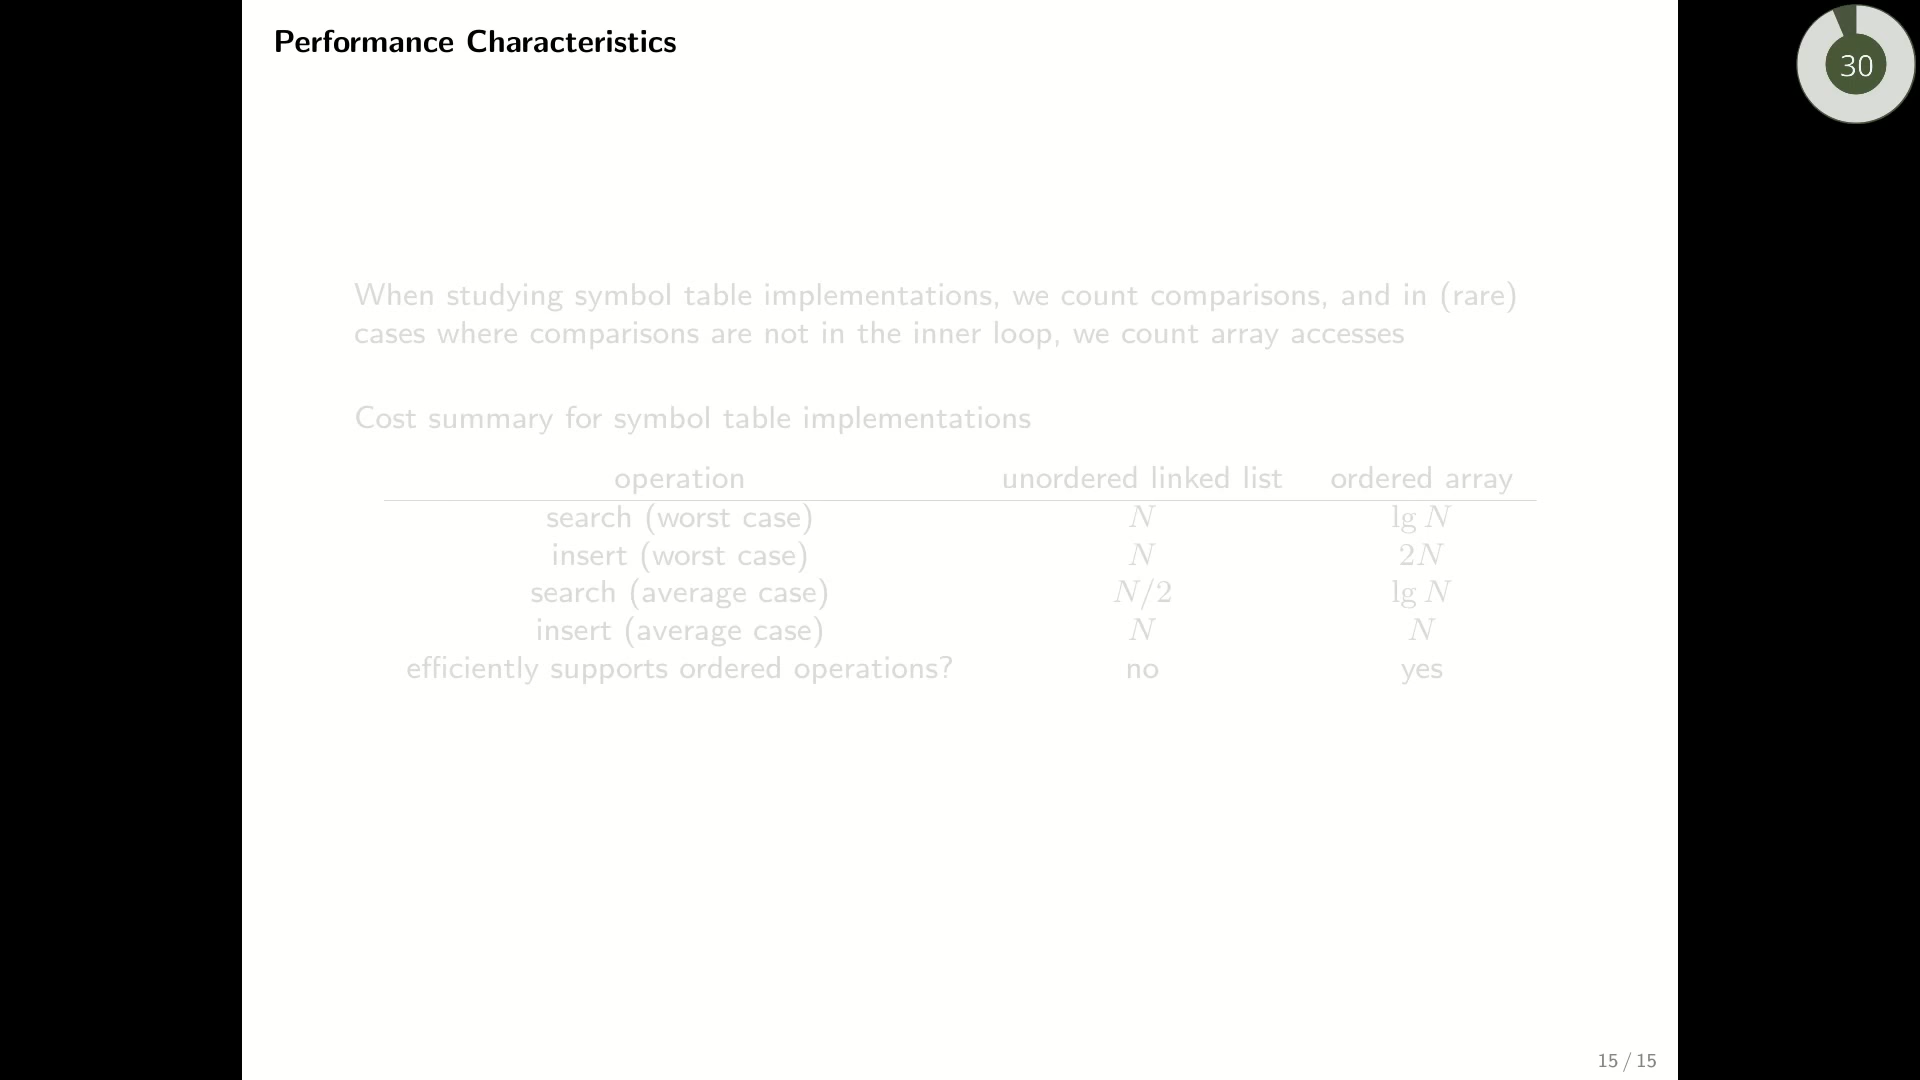 Performance Characteristics
30
When studying symbol table implementations, we count comparisons, and in (rare)
cases where comparisons are not in the inner loop, we count array accesses
Cost summary for symbol table implementations
operation unordered linked list ordered array
search (worst case) N lg N
insert (worst case) N 2N
search (average case) N/2 lg N
insert (average case) N N
efficiently supports ordered operations? no yes
15 / 15